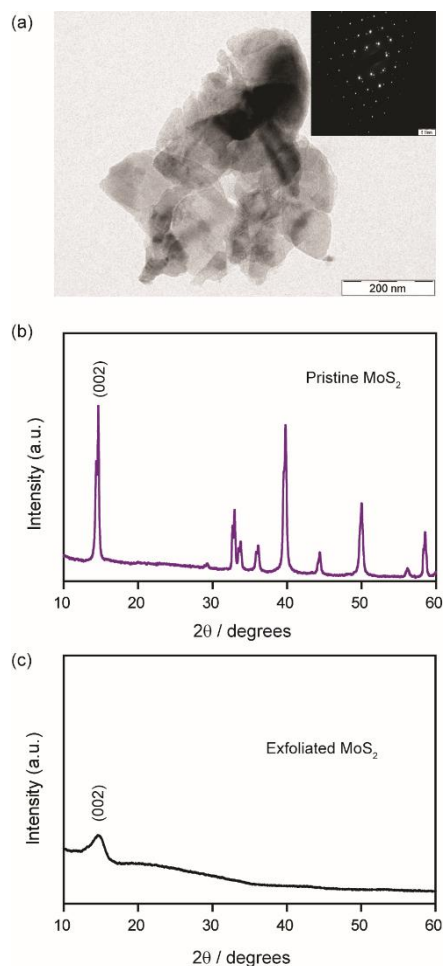 (a)
200 nm
(b)
(002)
Pristine MoS₂
Intensity (a.u.)
10 20 30 40 50 60
2θ / degrees
(c)
(002)
Exfoliated MoS₂
Intensity (a.u.)
10 20 30 40 50 60
2θ / degrees